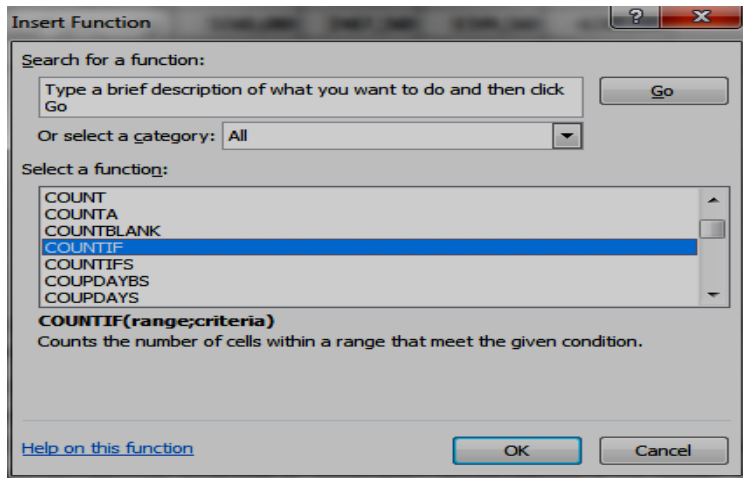 Insert Function
?
Search for a function:
Type a brief description of what you want to do and then click
Go
Go
Or select a category: All
Select a function:
COUNT
COUNTA
COUNTBLANK
COUNTIF
COUNTIFS
COUPDAYBS
COUPDAYS
COUNTIF(range;criteria)
Counts the number of cells within a range that meet the given condition.
Help on this function
OK
Cancel